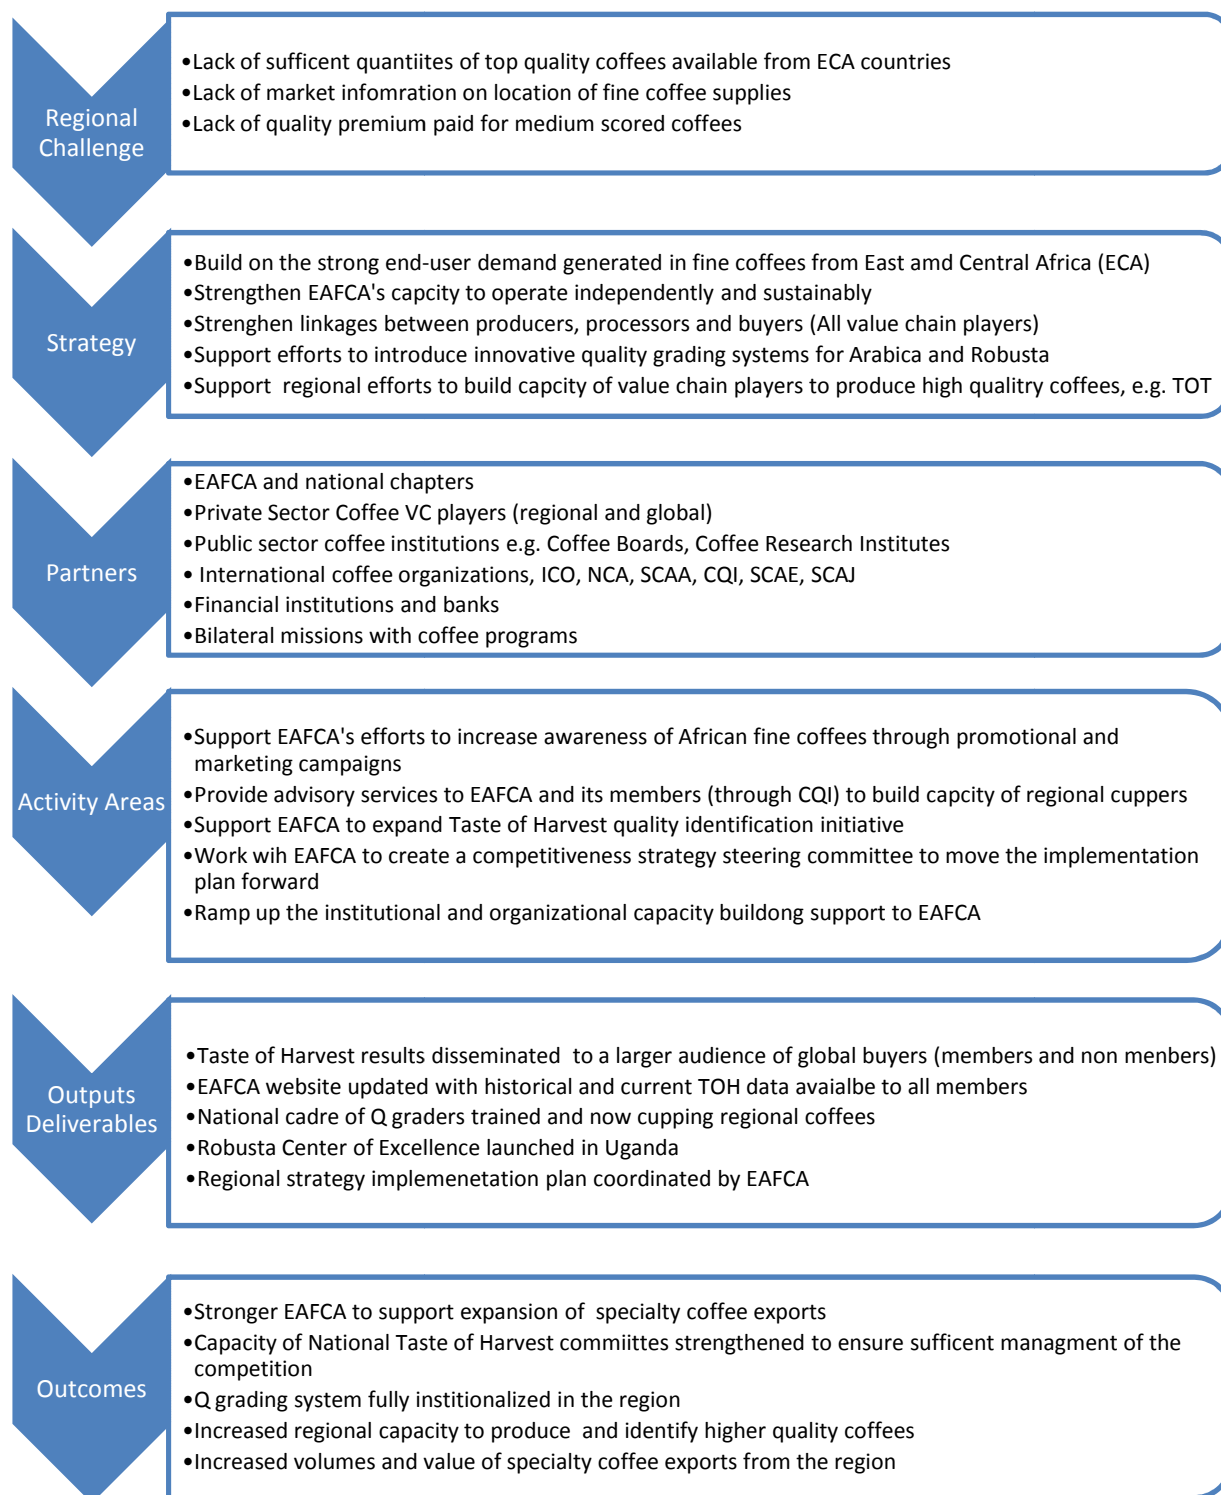 Regional
Challenge
•Lack of sufficent quantiites of top quality coffees available from ECA countries
•Lack of market infomration on location of fine coffee supplies
•Lack of quality premium paid for medium scored coffees
Strategy
•Build on the strong end-user demand generated in fine coffees from East amd Central Africa (ECA)
•Strengthen EAFCA's capcity to operate independently and sustainably
•Strenghen linkages between producers, processors and buyers (All value chain players)
•Support efforts to introduce innovative quality grading systems for Arabica and Robusta
•Support  regional efforts to build capcity of value chain players to produce high qualitry coffees, e.g. TOT
Partners
•EAFCA and national chapters
•Private Sector Coffee VC players (regional and global)
•Public sector coffee institutions e.g. Coffee Boards, Coffee Research Institutes
• International coffee organizations, ICO, NCA, SCAA, CQI, SCAE, SCAJ
•Financial institutions and banks
•Bilateral missions with coffee programs
Activity Areas
•Support EAFCA's efforts to increase awareness of African fine coffees through promotional and
marketing campaigns
•Provide advisory services to EAFCA and its members (through CQI) to build capcity of regional cuppers
•Support EAFCA to expand Taste of Harvest quality identification initiative
•Work wih EAFCA to create a competitiveness strategy steering committee to move the implementation
plan forward
•Ramp up the institutional and organizational capacity buildong support to EAFCA
Outputs
Deliverables
•Taste of Harvest results disseminated  to a larger audience of global buyers (members and non menbers)
•EAFCA website updated with historical and current TOH data avaialbe to all members
•National cadre of Q graders trained and now cupping regional coffees
•Robusta Center of Excellence launched in Uganda
•Regional strategy implemenetation plan coordinated by EAFCA
Outcomes
•Stronger EAFCA to support expansion of  specialty coffee exports
•Capacity of National Taste of Harvest commiittes strengthened to ensure sufficent managment of the
competition
•Q grading system fully institionalized in the region
•Increased regional capacity to produce  and identify higher quality coffees
•Increased volumes and value of specialty coffee exports from the region